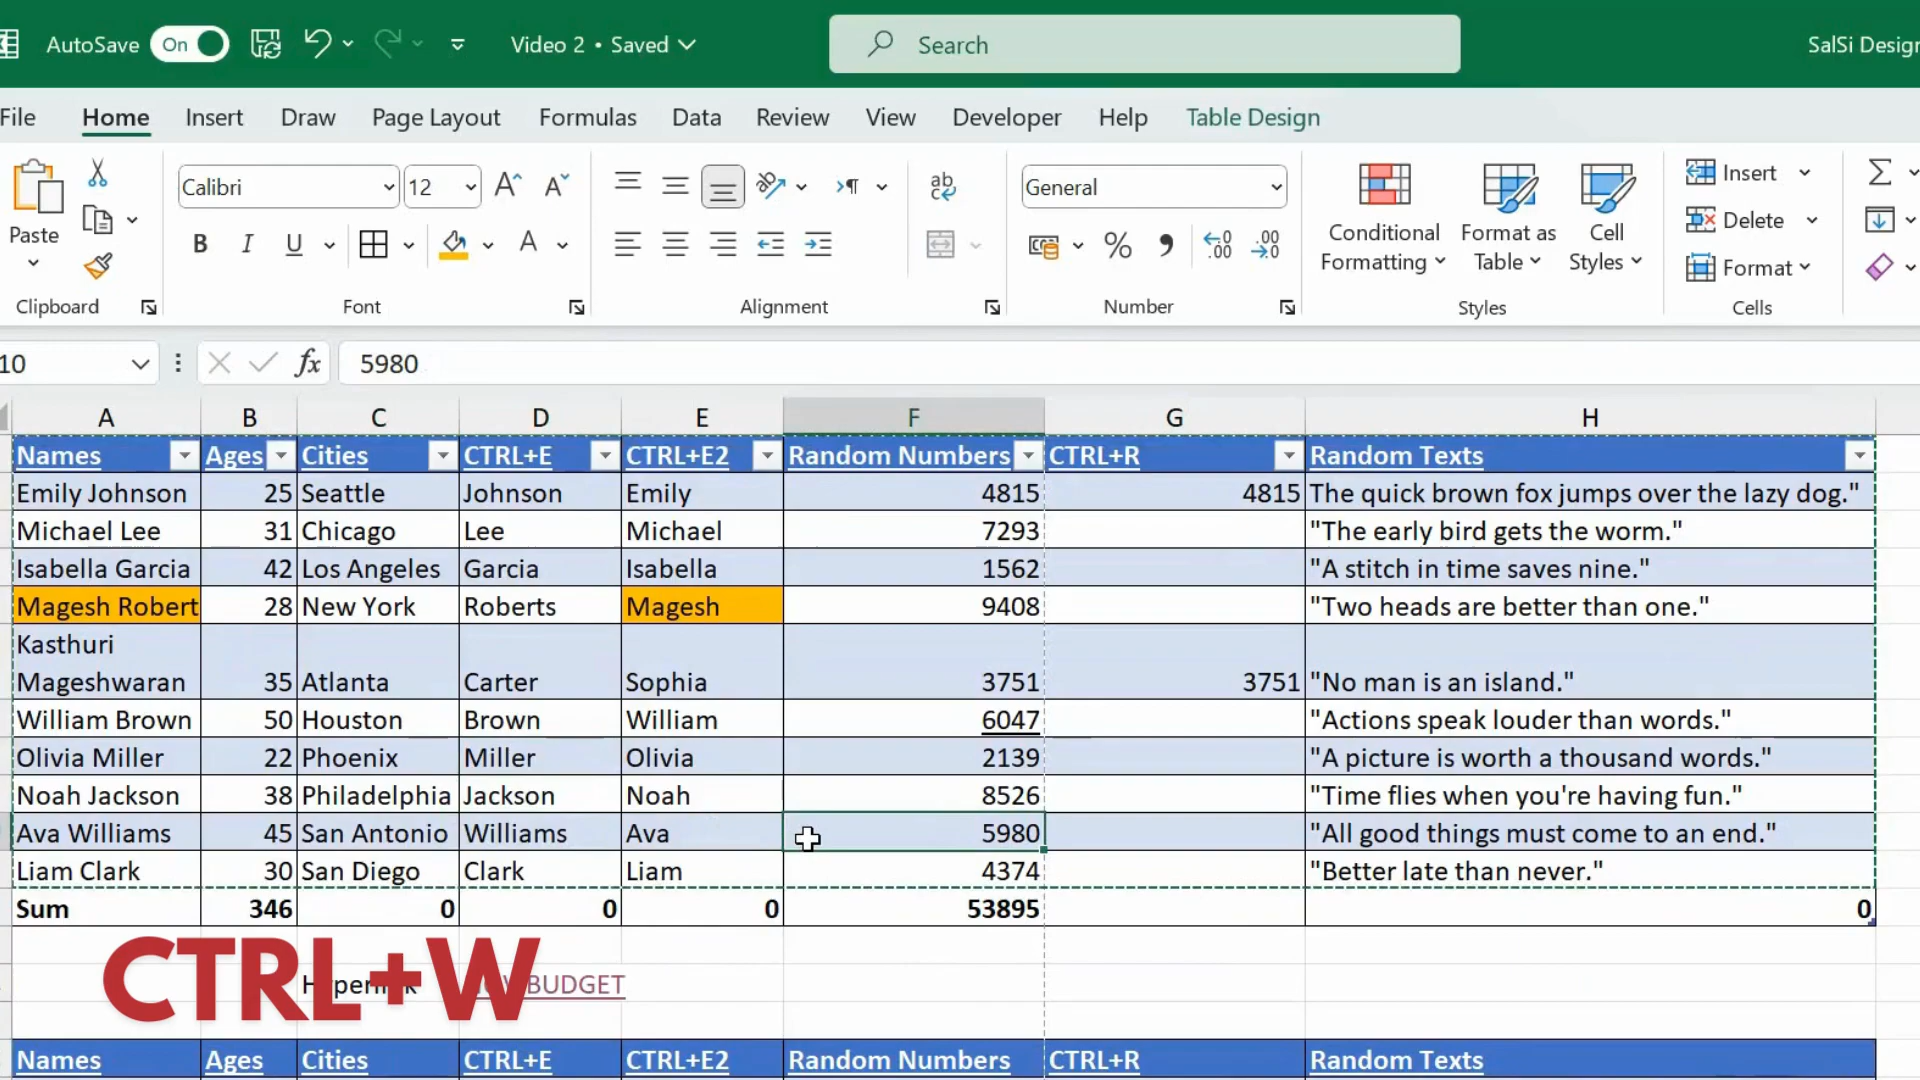 AutoSave On Video 2 • Saved Search SalSi Design
File Home Insert Draw Page Layout Formulas Data Review View Developer Help Table Design
Paste
Clipboard
Calibri 12
B I U A
Font
ab
Alignment
General
% 9 .00 .00
Number
Conditional Formatting
Format as Table
Cell Styles
Styles
Insert
Delete
Format
Cells
10 fx 5980
A B C D E F G H
Names Ages Cities CTRL+E CTRL+E2 Random Numbers CTRL+R Random Texts
Emily Johnson 25 Seattle Johnson Emily 4815 4815 The quick brown fox jumps over the lazy dog."
Michael Lee 31 Chicago Lee Michael 7293 "The early bird gets the worm."
Isabella Garcia 42 Los Angeles Garcia Isabella 1562 "A stitch in time saves nine."
Magesh Robert 28 New York Roberts Magesh 9408 "Two heads are better than one."
Kasthuri
Mageshwaran 35 Atlanta Carter Sophia 3751 3751 "No man is an island."
William Brown 50 Houston Brown William 6047 "Actions speak louder than words."
Olivia Miller 22 Phoenix Miller Olivia 2139 "A picture is worth a thousand words."
Noah Jackson 38 Philadelphia Jackson Noah 8526 "Time flies when you're having fun."
Ava Williams 45 San Antonio Williams Ava 5980 "All good things must come to an end."
Liam Clark 30 San Diego Clark Liam 4374 "Better late than never."
Sum 346 0 0 0 53895 0
CTRL+W
BUDGET
Names Ages Cities CTRL+E CTRL+E2 Random Numbers CTRL+R Random Texts